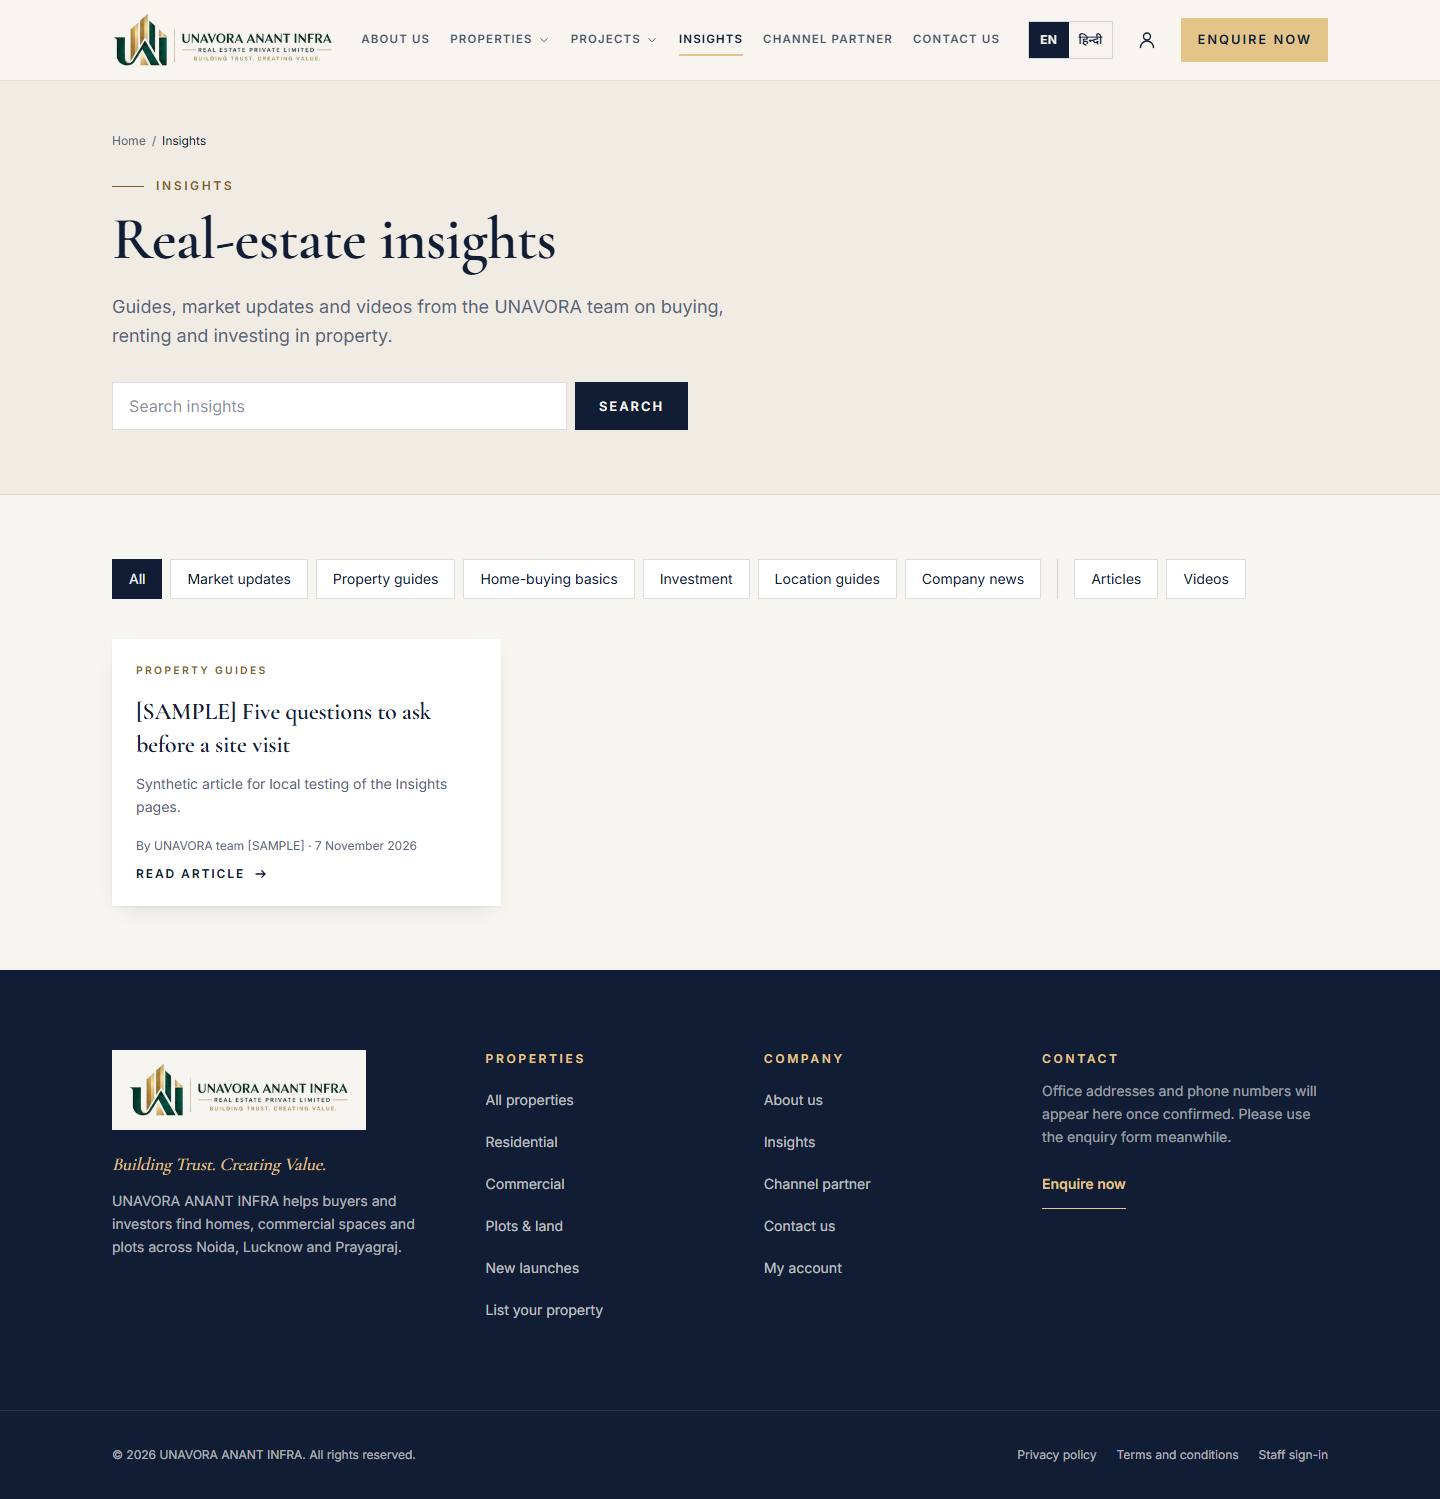 UNAVORA ANANT INFRA
REAL ESTATE PRIVATE LIMITED
BUILDING TRUST. CREATING VALUE.
ABOUT US
PROPERTIES
PROJECTS
INSIGHTS
CHANNEL PARTNER
CONTACT US
EN
हिन्दी
ENQUIRE NOW
Home / Insights
INSIGHTS
Real-estate insights
Guides, market updates and videos from the UNAVORA team on buying,
renting and investing in property.
Search insights
SEARCH
All
Market updates
Property guides
Home-buying basics
Investment
Location guides
Company news
Articles
Videos
PROPERTY GUIDES
[SAMPLE] Five questions to ask
before a site visit
Synthetic article for local testing of the Insights
pages.
By UNAVORA team [SAMPLE] · 7 November 2026
READ ARTICLE →
UNAVORA ANANT INFRA
REAL ESTATE PRIVATE LIMITED
BUILDING TRUST. CREATING VALUE.
Building Trust. Creating Value.
UNAVORA ANANT INFRA helps buyers and
investors find homes, commercial spaces and
plots across Noida, Lucknow and Prayagraj.
PROPERTIES
All properties
Residential
Commercial
Plots & land
New launches
List your property
COMPANY
About us
Insights
Channel partner
Contact us
My account
CONTACT
Office addresses and phone numbers will
appear here once confirmed. Please use
the enquiry form meanwhile.
Enquire now
© 2026 UNAVORA ANANT INFRA. All rights reserved.
Privacy policy
Terms and conditions
Staff sign-in